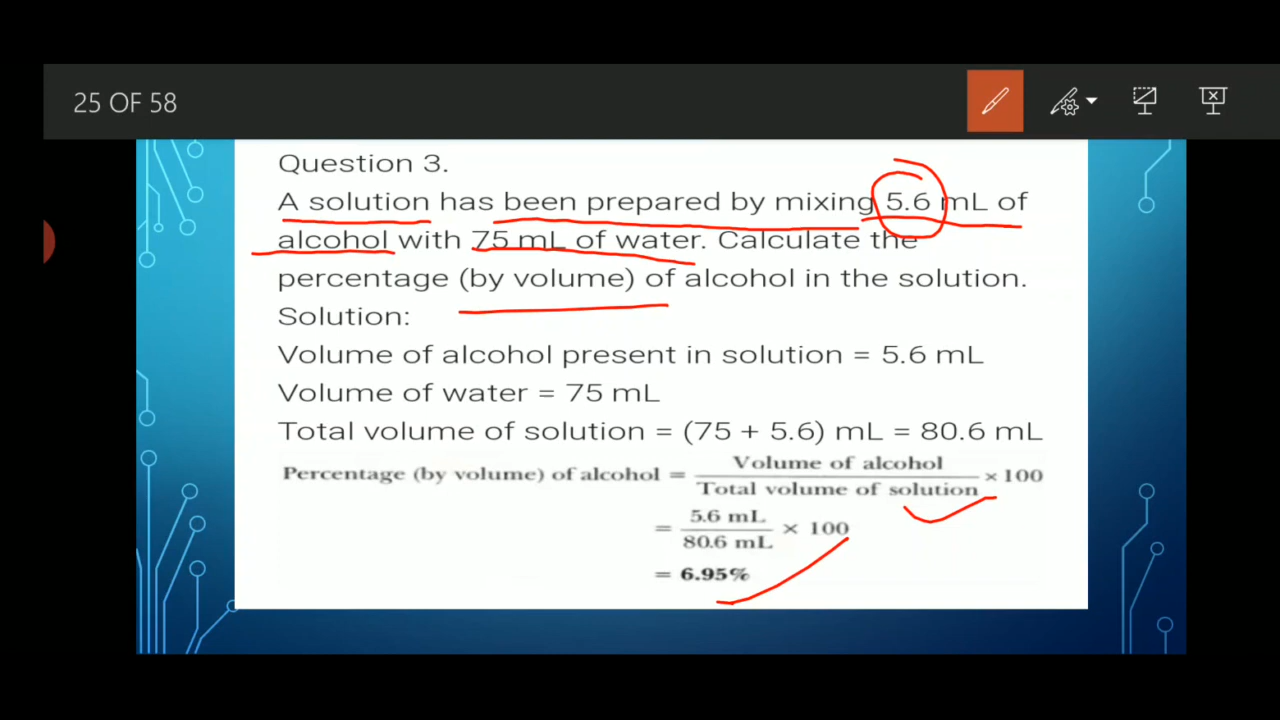 25 OF 58
Question 3.
A solution has been prepared by mixing 5.6 mL of
alcohol with 75 mL of water. Calculate the
percentage (by volume) of alcohol in the solution.
Solution:
Volume of alcohol present in solution = 5.6 mL
Volume of water = 75 mL
Total volume of solution = (75 + 5.6) mL = 80.6 mL
Percentage (by volume) of alcohol = Volume of alcohol / Total volume of solution × 100
= 5.6 mL / 80.6 mL × 100
= 6.95%